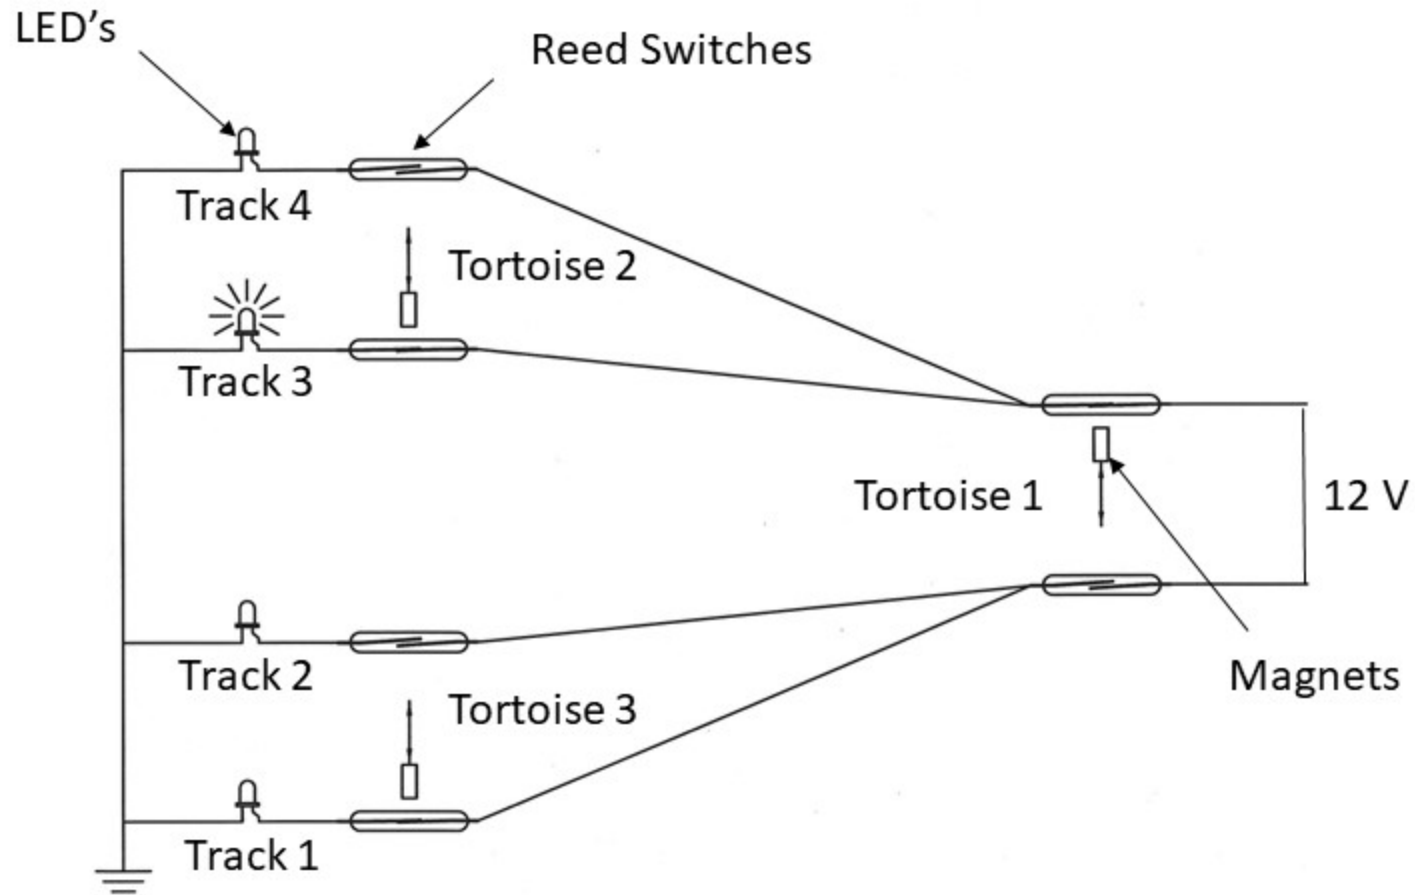 LED’s
Reed Switches
Track 4
Tortoise 2
Track 3
Tortoise 1
12 V
Track 2
Magnets
Tortoise 3
Track 1